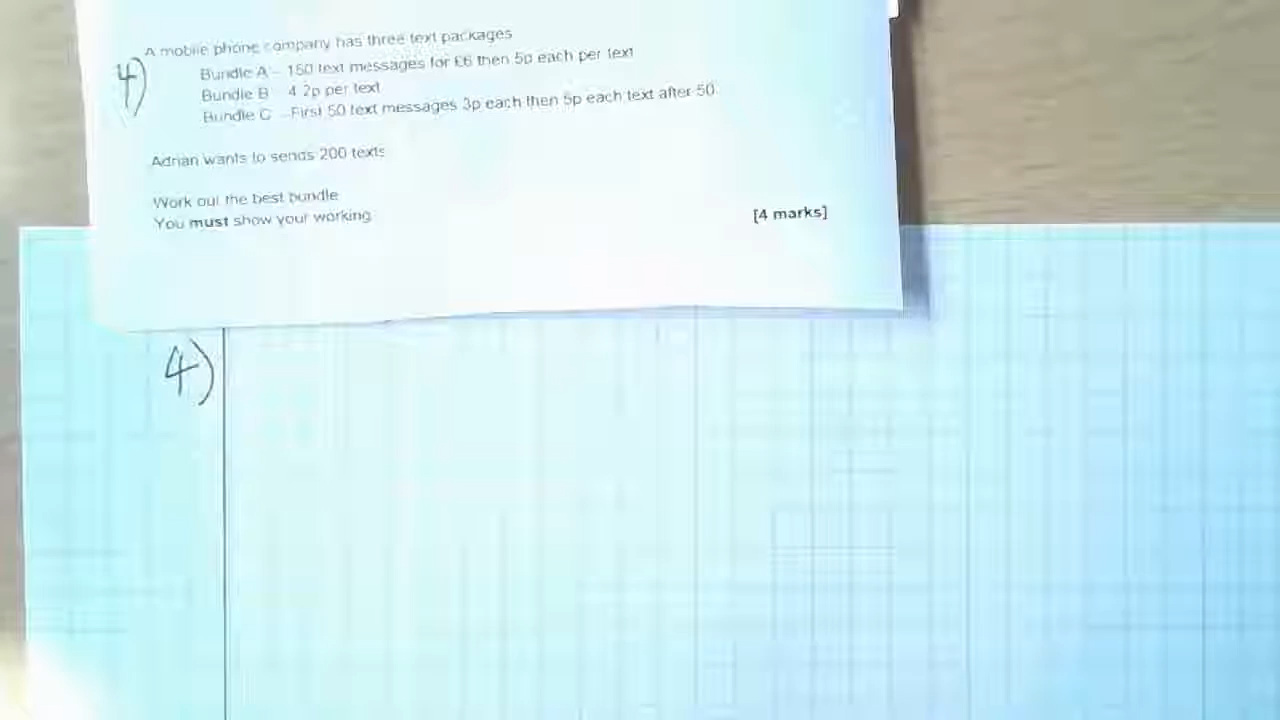 A mobile phone company has three text packages
4)
Bundle A - 150 text messages for £6 then 5p each per text
Bundle B 4.2p per text
Bundle C - First 50 text messages 3p each then 5p each text after 50.
Adrian wants to sends 200 texts
Work out the best bundle
You must show your working
[4 marks]
4)